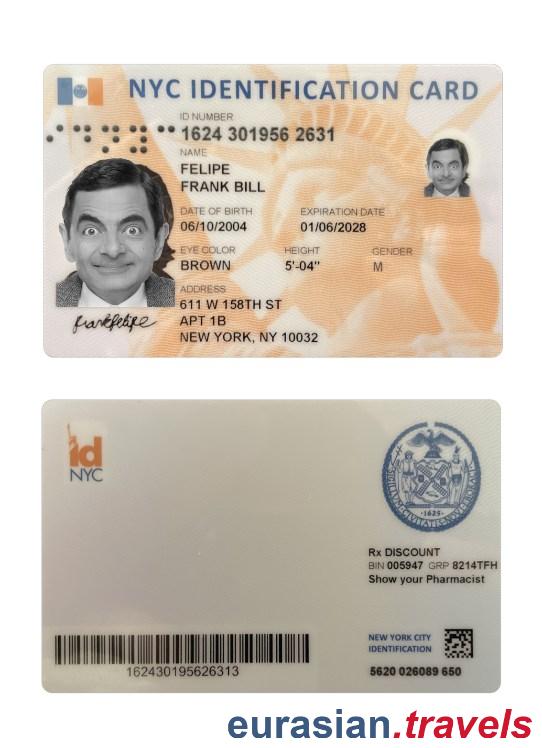 NYC IDENTIFICATION CARD
ID NUMBER
1624 301956 2631
NAME
FELIPE
FRANK BILL
DATE OF BIRTH EXPIRATION DATE
06/10/2004 01/06/2028
EYE COLOR HEIGHT GENDER
BROWN 5'-04" M
ADDRESS
611 W 158TH ST
APT 1B
NEW YORK, NY 10032
frankfelipe
id
NYC
·1625·
Rx DISCOUNT
BIN 005947 GRP 8214TFH
Show your Pharmacist
NEW YORK CITY
IDENTIFICATION
162430195626313
5620 026089 650
eurasian.travels